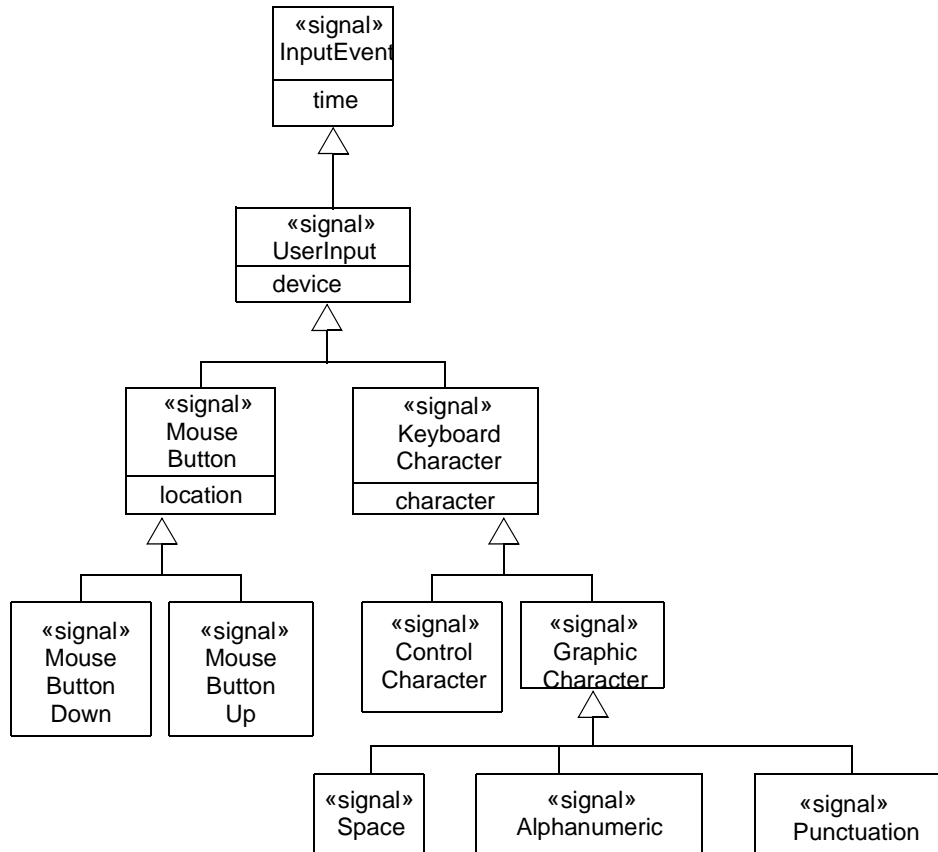 «signal»
InputEvent
time
«signal»
UserInput
device
«signal»
Mouse
Button
location
«signal»
Keyboard
Character
character
«signal»
Mouse
Button
Down
«signal»
Mouse
Button
Up
«signal»
Control
Character
«signal»
Graphic
Character
«signal»
Space
«signal»
Alphanumeric
«signal»
Punctuation